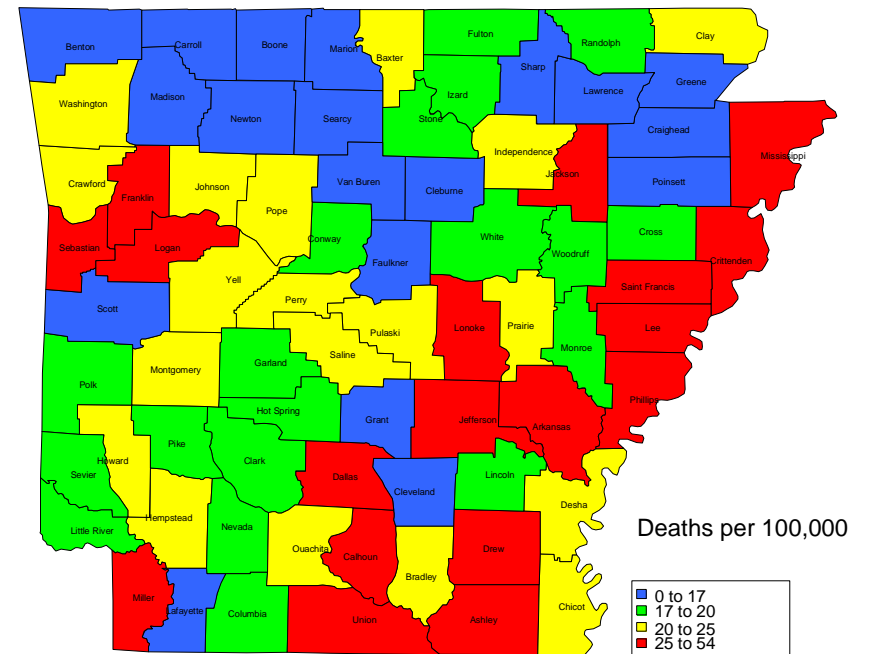 Benton
Carroll
Boone
Marion
Baxter
Fulton
Randolph
Clay
Sharp
Izard
Lawrence
Greene
Washington
Madison
Newton
Searcy
Stone
Craighead
Independence
Mississippi
Jackson
Crawford
Franklin
Johnson
Pope
Van Buren
Cleburne
Poinsett
Sebastian
Logan
Conway
White
Woodruff
Cross
Crittenden
Faulkner
Yell
Saint Francis
Scott
Perry
Pulaski
Lonoke
Prairie
Lee
Saline
Monroe
Montgomery
Garland
Polk
Phillips
Hot Spring
Grant
Jefferson
Arkansas
Pike
Howard
Clark
Sevier
Dallas
Cleveland
Lincoln
Desha
Little River
Hempstead
Nevada
Deaths per 100,000
Ouachita
Calhoun
Drew
Bradley
Miller
Lafayette
Columbia
Union
Ashley
Chicot
0 to 17
17 to 20
20 to 25
25 to 54